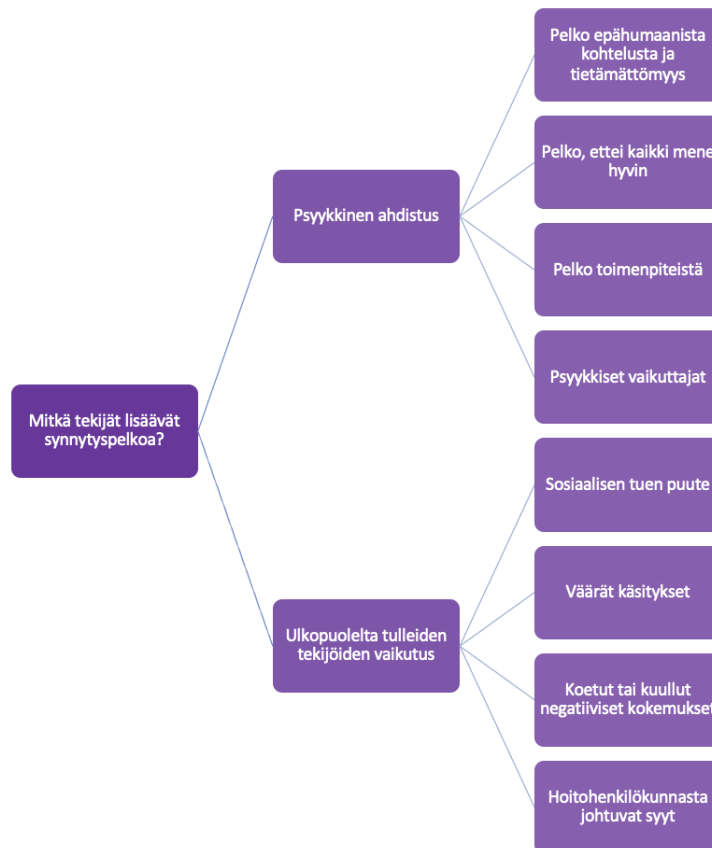 Pelko epähumaanista
kohtelusta ja
tietämättömyys
Pelko, ettei kaikki mene
hyvin
Psyykkinen ahdistus
Pelko toimenpiteistä
Psyykkiset vaikuttajat
Mitkä tekijät lisäävät
synnytyspelkoa?
Sosiaalisen tuen puute
Väärät käsitykset
Ulkopuolelta tulleiden
tekijöiden vaikutus
Koetut tai kuullut
negatiiviset kokemukset
Hoitohenkilökunnasta
johtuvat syyt